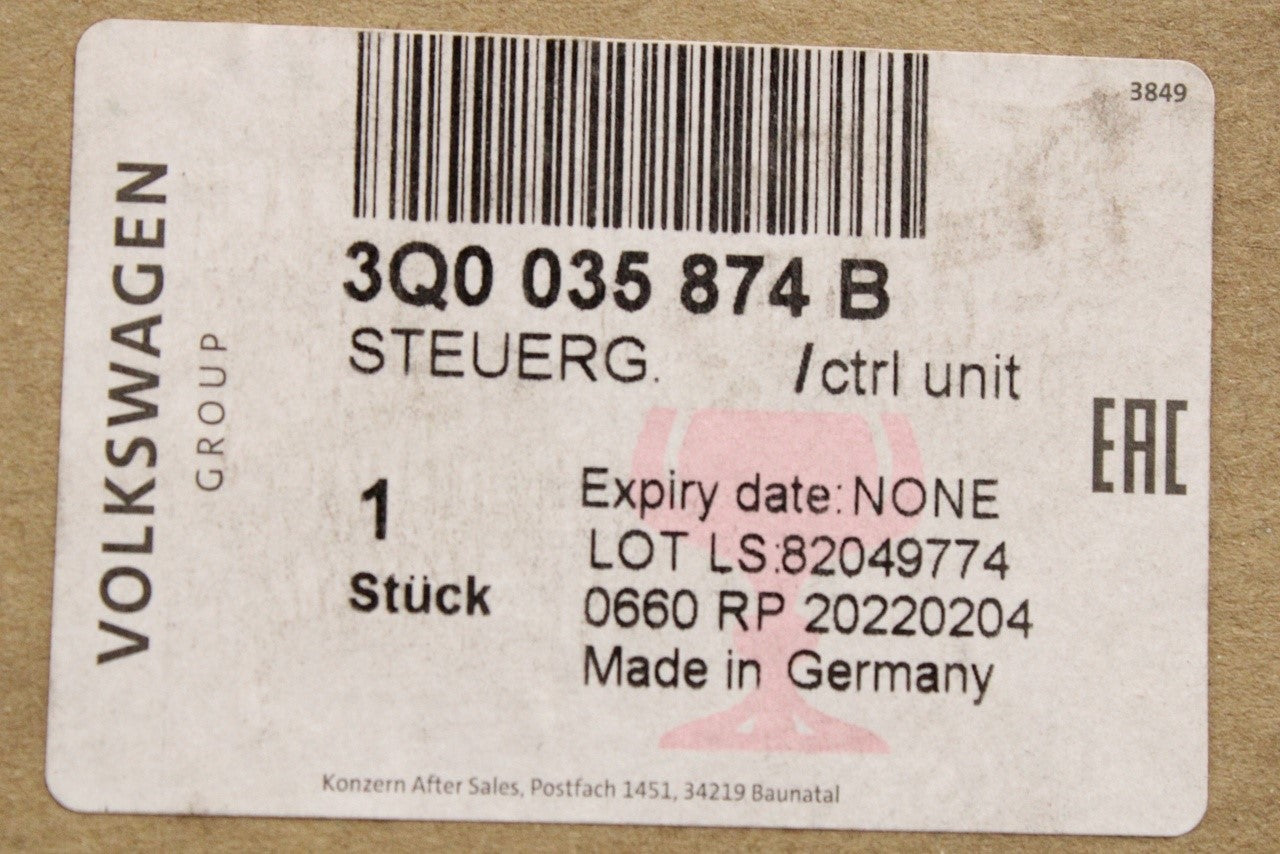 3849
VOLKSWAGEN
GROUP
3Q0 035 874 B
STEUERG. /ctrl unit
EAC
1
Stück
Expiry date:NONE
LOT LS:82049774
0660 RP 20220204
Made in Germany
Konzern After Sales, Postfach 1451, 34219 Baunatal